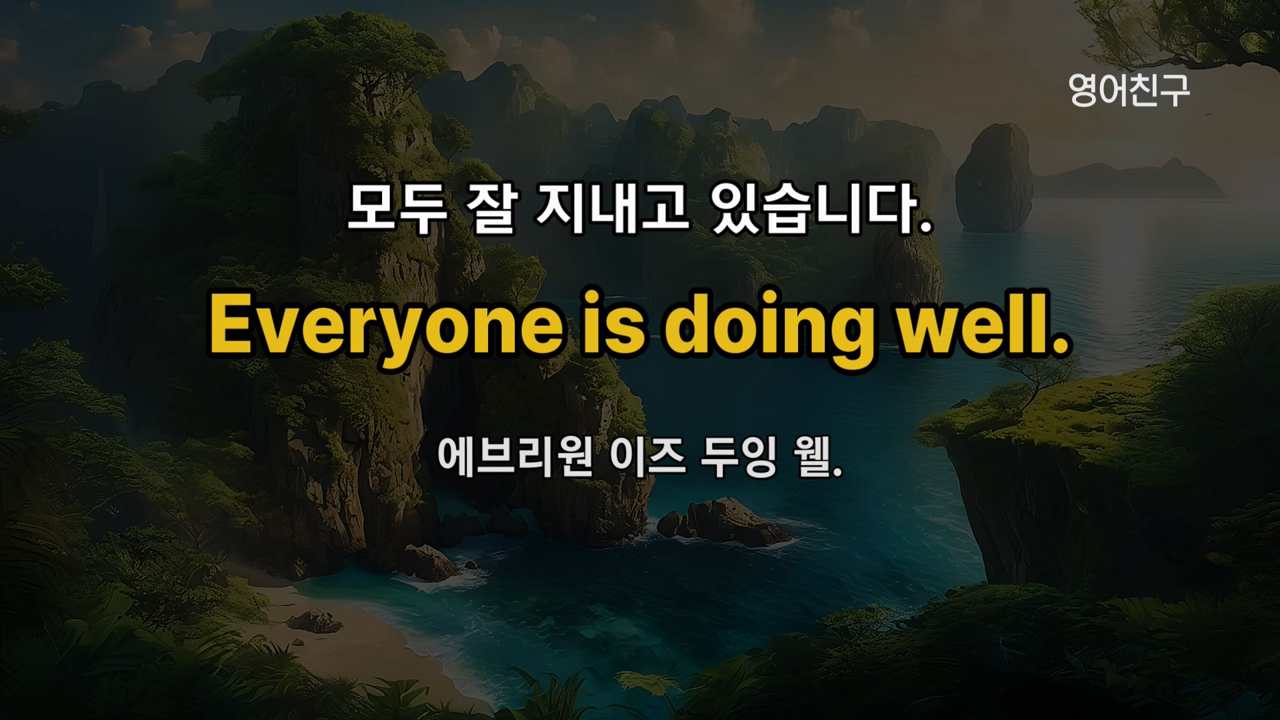 영어친구
모두 잘 지내고 있습니다.
Everyone is doing well.
에브리원 이즈 두잉 웰.